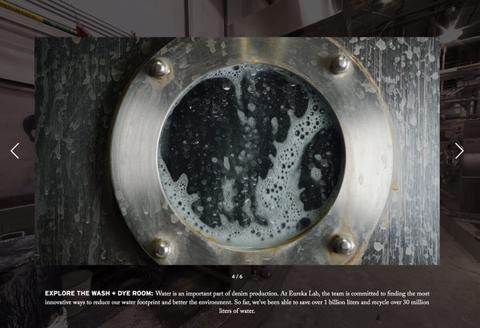 4/6
EXPLORE THE WASH + DYE ROOM: Water is an important part of denim production. At Eureka Lab, the team is committed to finding the most
innovative ways to reduce our water footprint and better the environment. So far, we've been able to save over 1 billion liters and recycle over 30 million
liters of water.